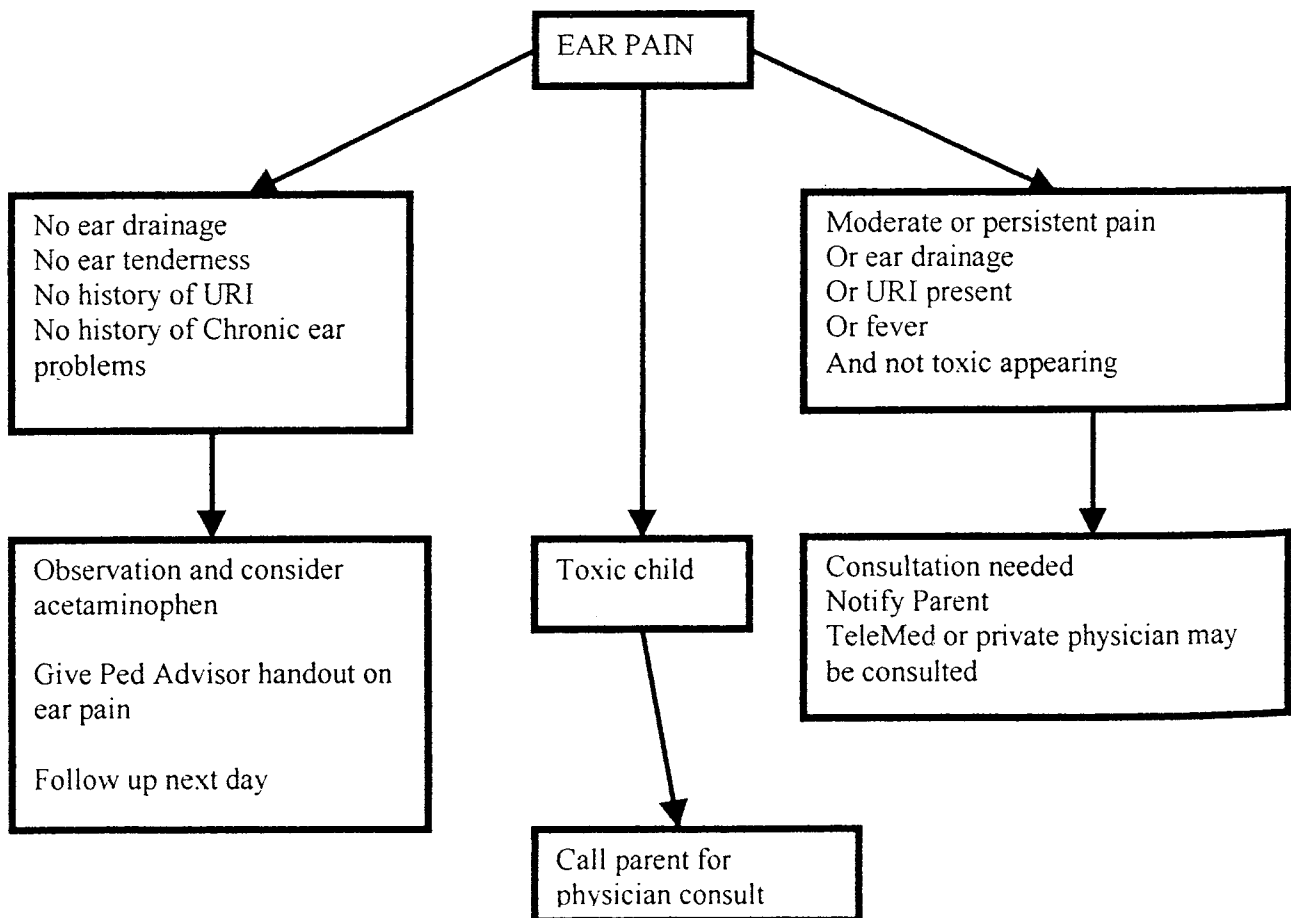 EAR PAIN
No ear drainage
No ear tenderness
No history of URI
No history of Chronic ear
problems
Moderate or persistent pain
Or ear drainage
Or URI present
Or fever
And not toxic appearing
Observation and consider
acetaminophen
Give Ped Advisor handout on
ear pain
Follow up next day
Toxic child
Consultation needed
Notify Parent
TeleMed or private physician may
be consulted
Call parent for
physician consult